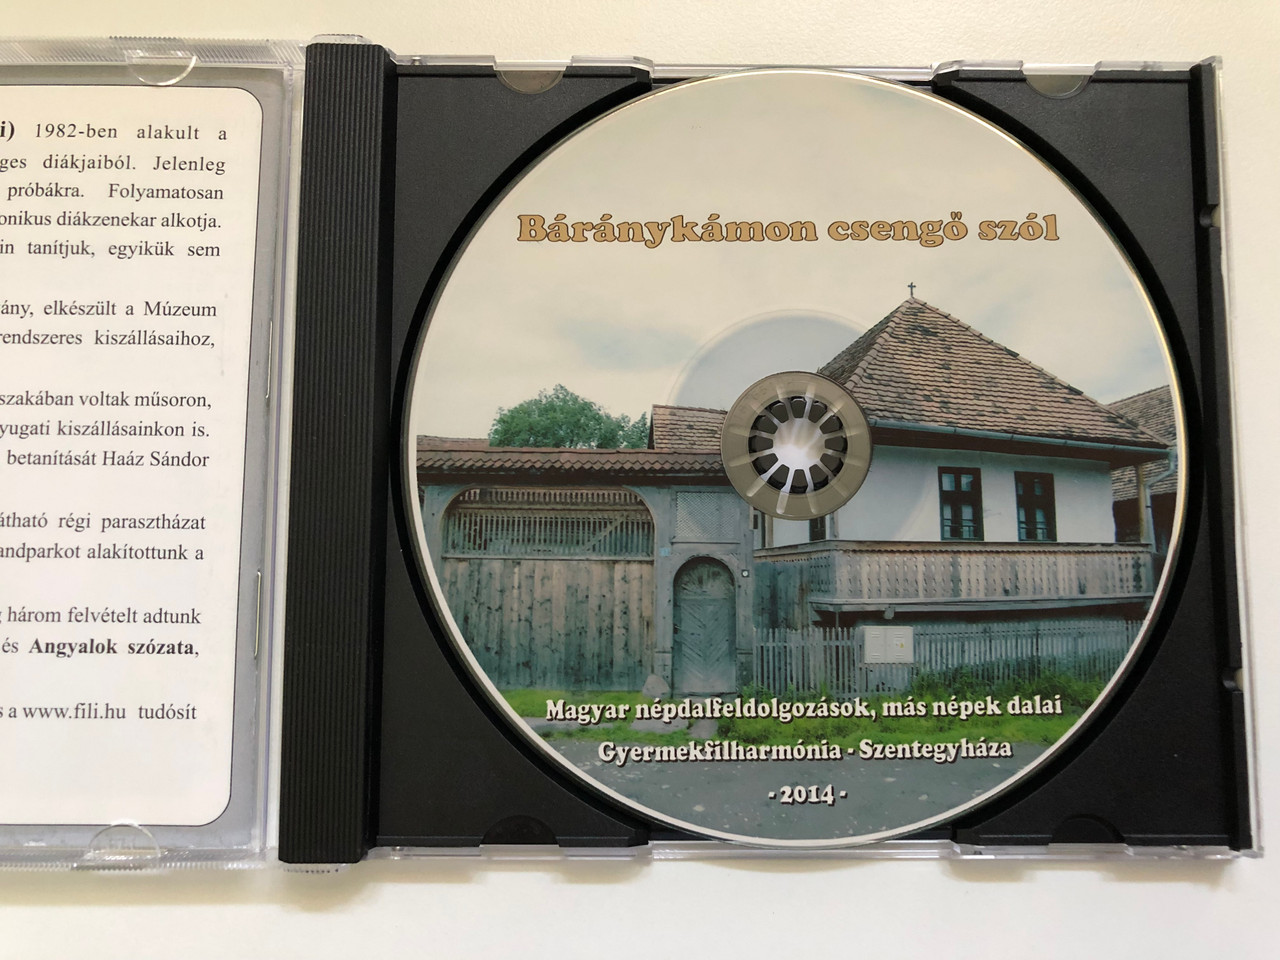 i) 1982-ben alakult a
ges diákjaiból. Jelenleg
próbákra. Folyamatosan
onikus diákzenekar alkotja.
in tanítjuk, egyikük sem
ány, elkészült a Múzeum
rendszeres kiszállásaihoz,
szakában voltak műsoron,
yugati kiszállásainkon is.
betanítását Haáz Sándor
átható régi parasztházat
andparkot alakítottunk a
három felvételt adtunk
és Angyalok szózata,
s a www.fili.hu tudósít
Báránykámon csengő szól
Magyar népdalfeldolgozások, más népek dalai
Gyermekfilharmónia - Szentegyháza
- 2014 -